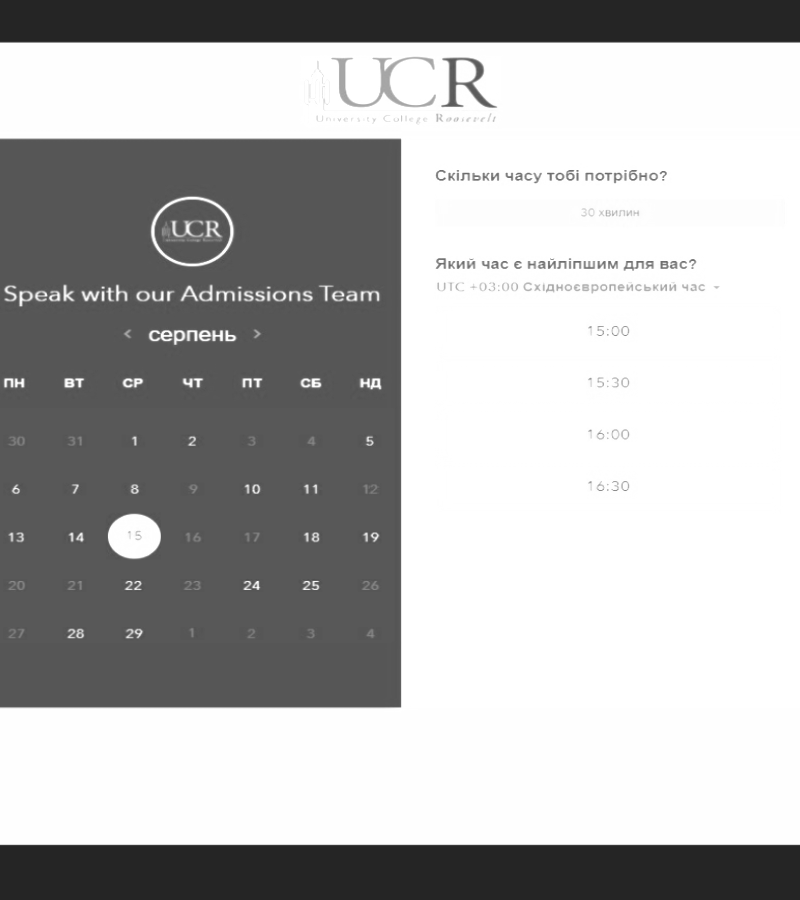 UCR
University College Roosevelt
UCR
Speak with our Admissions Team
< серпень >
ПН ВТ СР ЧТ ПТ СБ НД
30 31 1 2 3 4 5
6 7 8 9 10 11 12
13 14 15 16 17 18 19
20 21 22 23 24 25 26
27 28 29 1 2 3 4
Скільки часу тобі потрібно?
30 хвилин
Який час є найліпшим для вас?
UTC +03:00 Східноєвропейський час
15:00
15:30
16:00
16:30